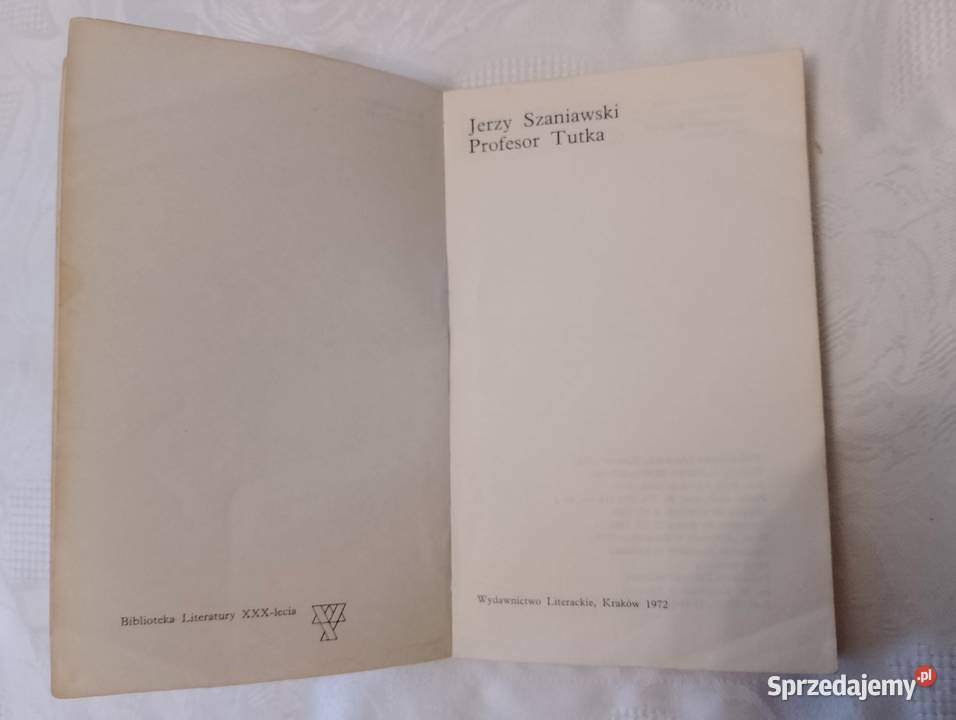 Jerzy Szaniawski
Profesor Tutka
Biblioteka Literatury XXX-lecia
Wydawnictwo Literackie, Kraków 1972
Sprzedajemy.pl